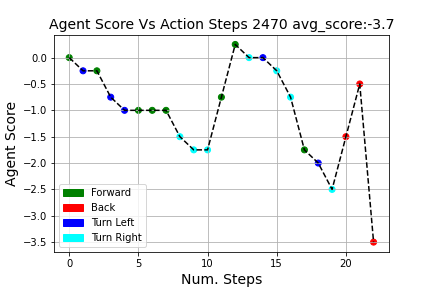 Agent Score Vs Action Steps 2470 avg_score:-3.7
Agent Score
0.0
−0.5
−1.0
−1.5
−2.0
−2.5
−3.0
−3.5
Forward
Back
Turn Left
Turn Right
0 5 10 15 20
Num. Steps